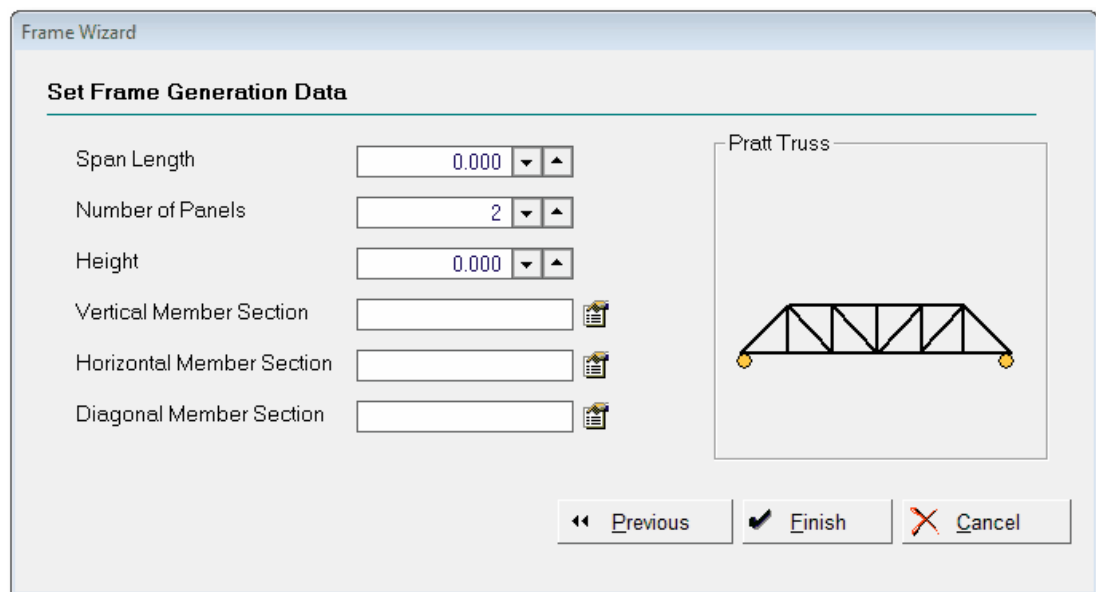 Frame Wizard
Set Frame Generation Data
Span Length 0.000
Number of Panels 2
Height 0.000
Vertical Member Section
Horizontal Member Section
Diagonal Member Section
Pratt Truss
Previous Finish Cancel